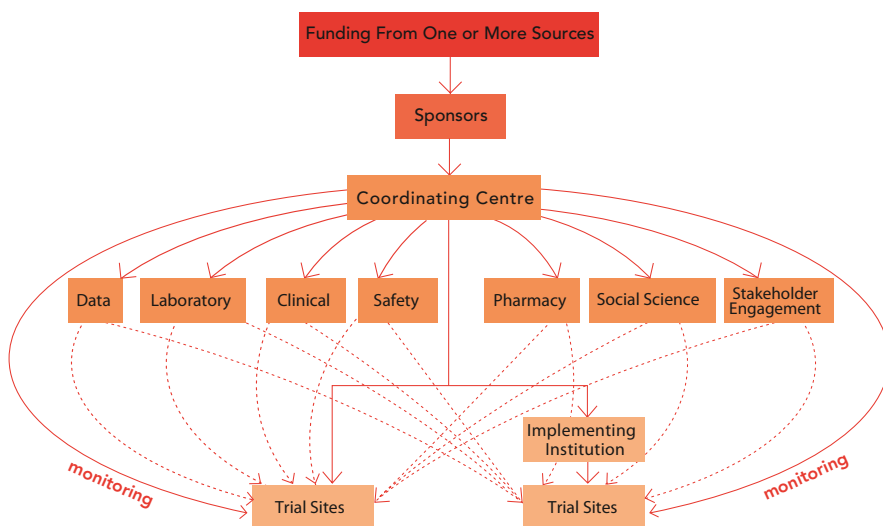 Funding From One or More Sources
Sponsors
Coordinating Centre
Data
Laboratory
Clinical
Safety
Pharmacy
Social Science
Stakeholder
Engagement
Implementing
Institution
monitoring
monitoring
Trial Sites
Trial Sites